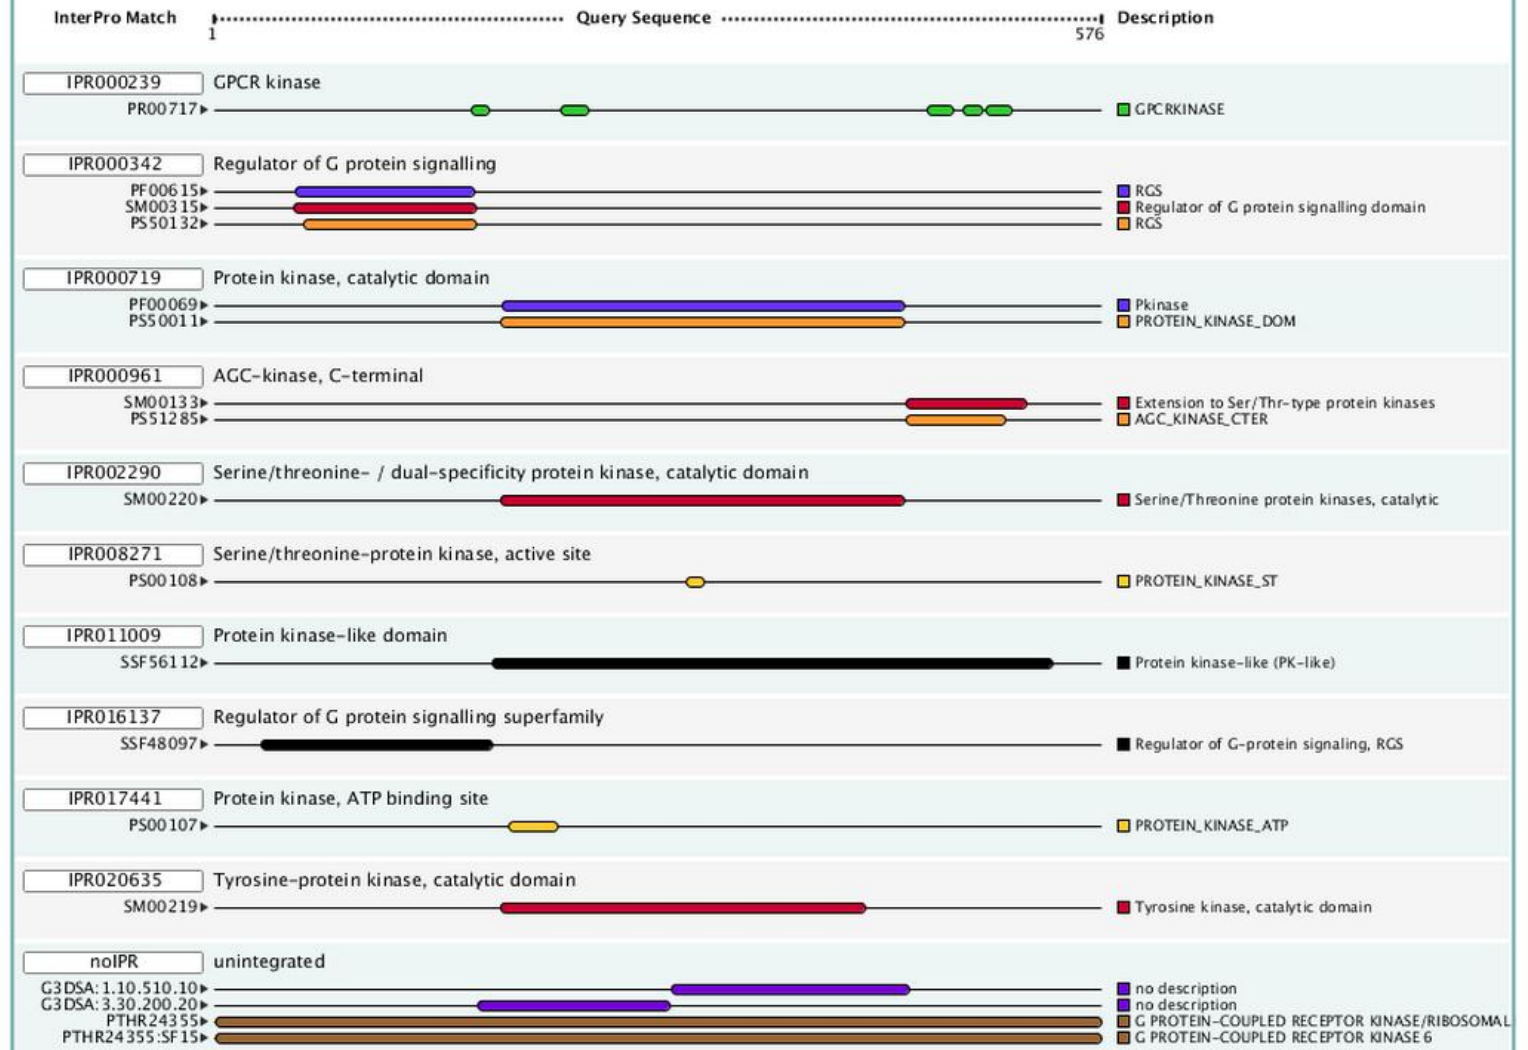 InterPro Match Query Sequence Description
1 576
IPR000239 GPCR kinase
PR00717 GPCRKINASE
IPR000342 Regulator of G protein signalling
PF00615 RGS
SM00315 Regulator of G protein signalling domain
PS50132 RGS
IPR000719 Protein kinase, catalytic domain
PF00069 Pkinase
PS50011 PROTEIN_KINASE_DOM
IPR000961 AGC-kinase, C-terminal
SM00133 Extension to Ser/Thr-type protein kinases
PS51285 AGC_KINASE_CTER
IPR002290 Serine/threonine- / dual-specificity protein kinase, catalytic domain
SM00220 Serine/Threonine protein kinases, catalytic
IPR008271 Serine/threonine-protein kinase, active site
PS00108 PROTEIN_KINASE_ST
IPR011009 Protein kinase-like domain
SSF56112 Protein kinase-like (PK-like)
IPR016137 Regulator of G protein signalling superfamily
SSF48097 Regulator of G-protein signaling, RGS
IPR017441 Protein kinase, ATP binding site
PS00107 PROTEIN_KINASE_ATP
IPR020635 Tyrosine-protein kinase, catalytic domain
SM00219 Tyrosine kinase, catalytic domain
noIPR unintegrated
G3DSA:1.10.510.10 no description
G3DSA:3.30.200.20 no description
PTHR24355 G PROTEIN-COUPLED RECEPTOR KINASE/RIBOSOMAL
PTHR24355:SF15 G PROTEIN-COUPLED RECEPTOR KINASE 6